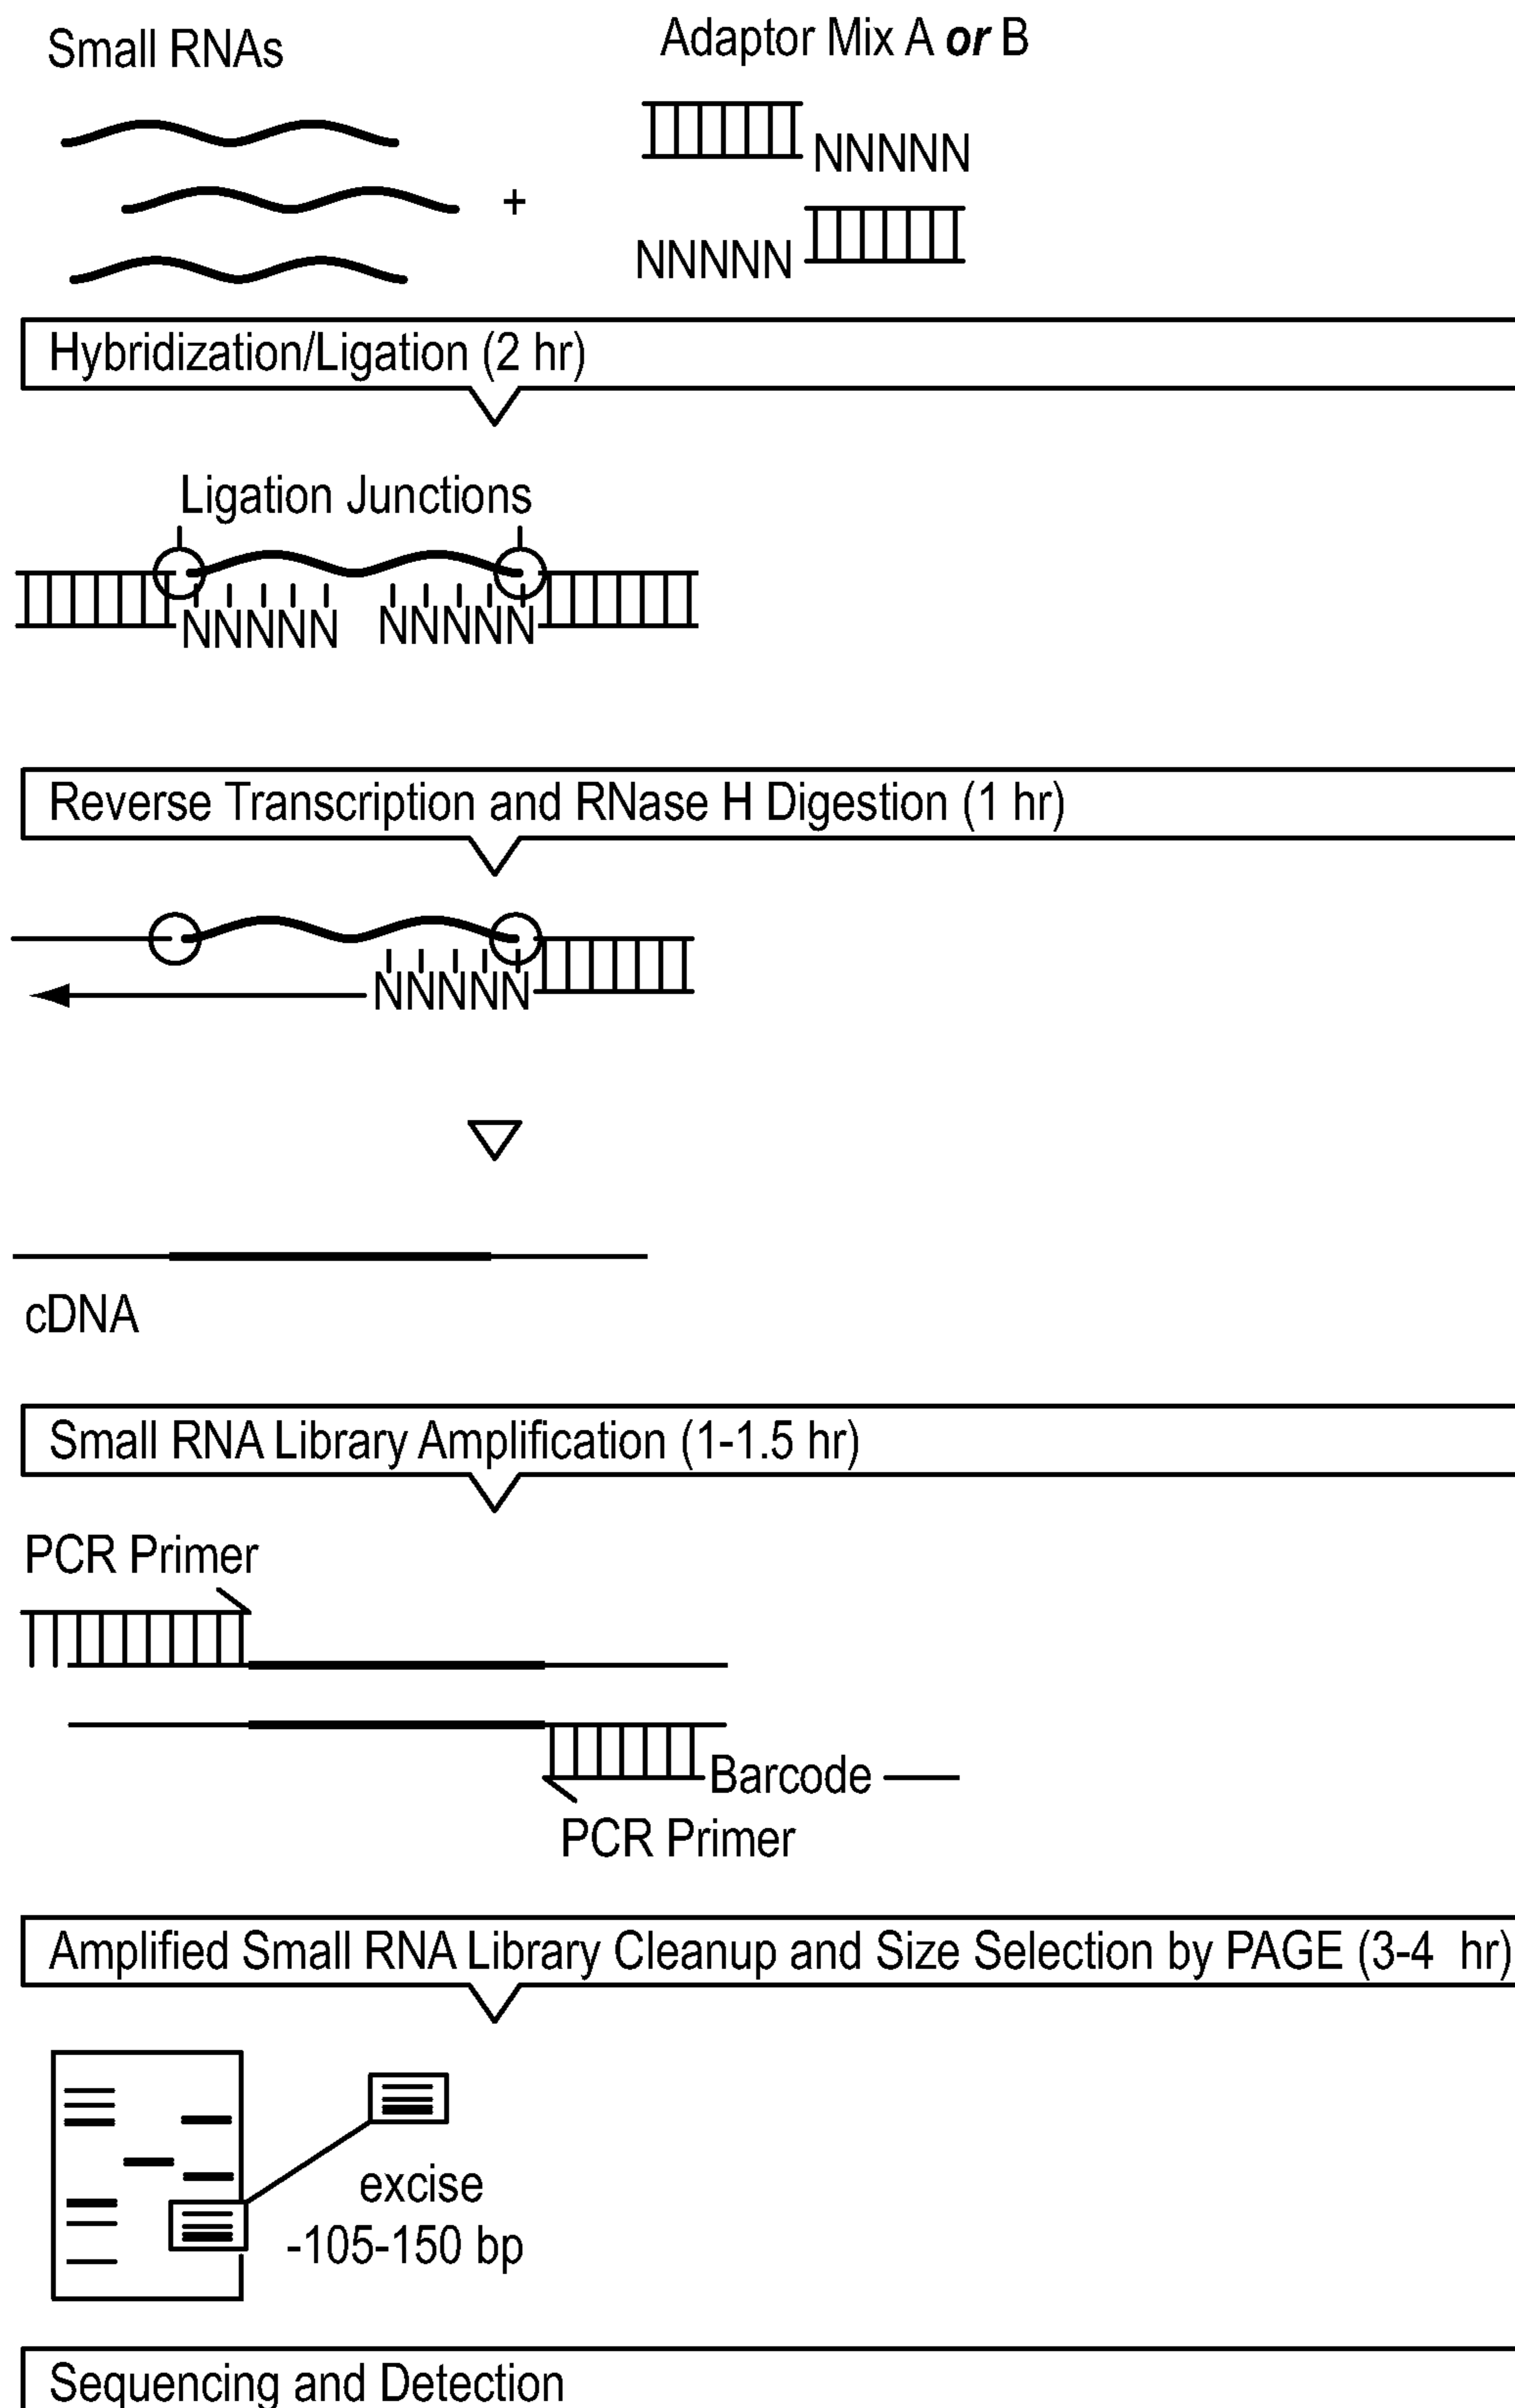 Small RNAs
Adaptor Mix A or B
NNNNN
+
NNNNN
Hybridization/Ligation (2 hr)
Ligation Junctions
NNNNN NNNNN
Reverse Transcription and RNase H Digestion (1 hr)
NNNNN
cDNA
Small RNA Library Amplification (1-1.5 hr)
PCR Primer
Barcode
PCR Primer
Amplified Small RNA Library Cleanup and Size Selection by PAGE (3-4 hr)
excise
-105-150 bp
Sequencing and Detection